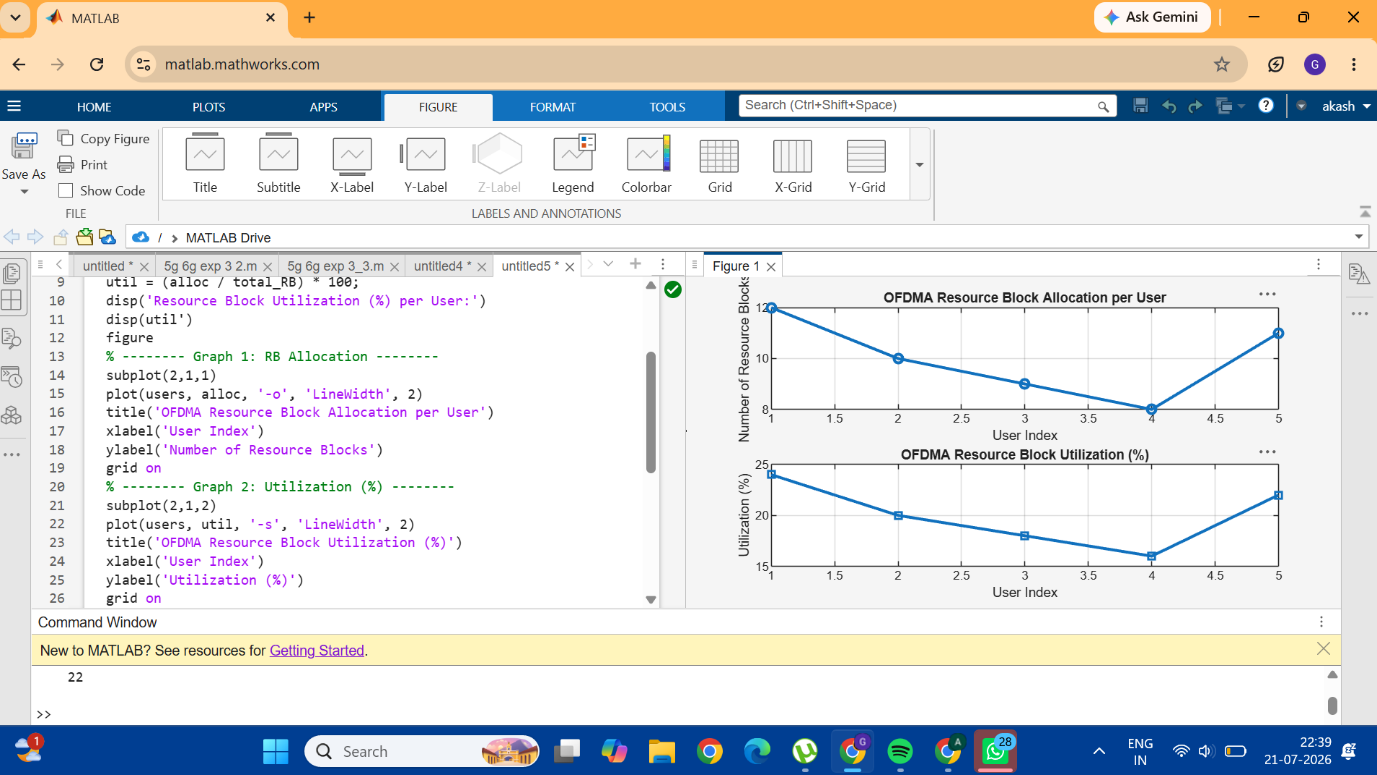 MATLAB
Ask Gemini
matlab.mathworks.com
G
HOME
PLOTS
APPS
FIGURE
FORMAT
TOOLS
Search (Ctrl+Shift+Space)
akash
Save As
Copy Figure
Print
Show Code
FILE
Title
Subtitle
X-Label
Y-Label
Z-Label
Legend
Colorbar
Grid
X-Grid
Y-Grid
LABELS AND ANNOTATIONS
/ › MATLAB Drive
untitled *
5g 6g exp 3 2.m
5g 6g exp 3_3.m
untitled4 *
untitled5 *
9 util = (alloc / total_RB) * 100;
10 disp('Resource Block Utilization (%) per User:')
11 disp(util')
12 figure
13 % -------- Graph 1: RB Allocation --------
14 subplot(2,1,1)
15 plot(users, alloc, '-o', 'LineWidth', 2)
16 title('OFDMA Resource Block Allocation per User')
17 xlabel('User Index')
18 ylabel('Number of Resource Blocks')
19 grid on
20 % -------- Graph 2: Utilization (%) --------
21 subplot(2,1,2)
22 plot(users, util, '-s', 'LineWidth', 2)
23 title('OFDMA Resource Block Utilization (%)')
24 xlabel('User Index')
25 ylabel('Utilization (%)')
26 grid on
Figure 1
OFDMA Resource Block Allocation per User
Number of Resource Blocks
12
10
8
1 1.5 2 2.5 3 3.5 4 4.5 5
User Index
OFDMA Resource Block Utilization (%)
Utilization (%)
25
20
15
1 1.5 2 2.5 3 3.5 4 4.5 5
User Index
Command Window
New to MATLAB? See resources for Getting Started.
22
>>
1
Search
G
A
28
ENG
IN
22:39
21-07-2026